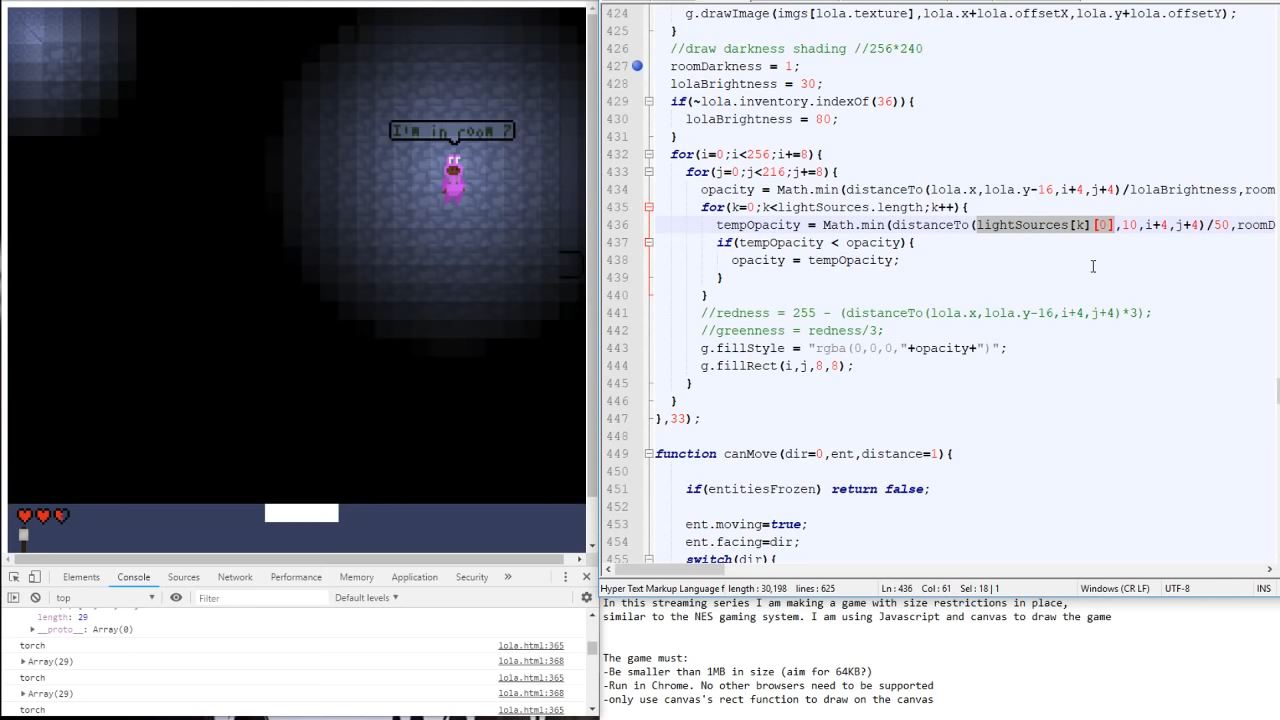 I'm in room 7
Elements Console Sources Network Performance Memory Application Security »
top Filter Default levels
length: 29
__proto__: Array(0)
torch lola.html:365
Array(29) lola.html:368
torch lola.html:365
Array(29) lola.html:368
torch lola.html:365
424 g.drawImage(imgs[lola.texture],lola.x+lola.offsetX,lola.y+lola.offsetY);
425 }
426 //draw darkness shading //256*240
427 roomDarkness = 1;
428 lolaBrightness = 30;
429 if(~lola.inventory.indexOf(36)){
430 lolaBrightness = 80;
431 }
432 for(i=0;i<256;i+=8){
433 for(j=0;j<216;j+=8){
434 opacity = Math.min(distanceTo(lola.x,lola.y-16,i+4,j+4)/lolaBrightness,room
435 for(k=0;k<lightSources.length;k++){
436 tempOpacity = Math.min(distanceTo(lightSources[k][0],10,i+4,j+4)/50,roomD
437 if(tempOpacity < opacity){
438 opacity = tempOpacity;
439 }
440 }
441 //redness = 255 - (distanceTo(lola.x,lola.y-16,i+4,j+4)*3);
442 //greenness = redness/3;
443 g.fillStyle = "rgba(0,0,0,"+opacity+")";
444 g.fillRect(i,j,8,8);
445 }
446 }
447 },33);
448
449 function canMove(dir=0,ent,distance=1){
450
451 if(entitiesFrozen) return false;
452
453 ent.moving=true;
454 ent.facing=dir;
455 switch(dir){
Hyper Text Markup Language f length : 30,198 lines : 625 Ln : 436 Col : 61 Sel : 18 | 1 Windows (CR LF) UTF-8 INS
In this streaming series I am making a game with size restrictions in place,
similar to the NES gaming system. I am using Javascript and canvas to draw the game
The game must:
-Be smaller than 1MB in size (aim for 64KB?)
-Run in Chrome. No other browsers need to be supported
-only use canvas's rect function to draw on the canvas